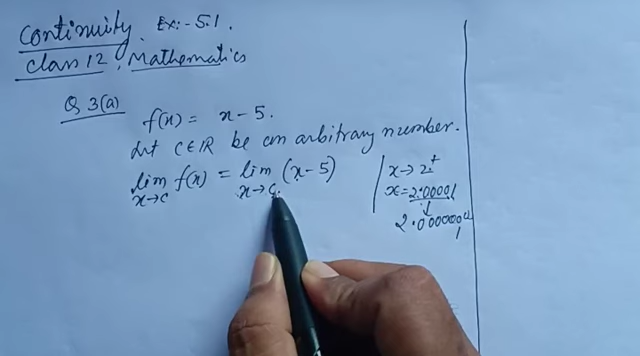 Continuity. Ex:- 5.1.
Class 12, Mathematics
Q 3(a)
f(x) = x - 5.
Let C∈R be an arbitrary number.
lim f(x) = lim (x - 5)
x→c x→c
x→2⁺
x=2.00001
↓
2.000000
1